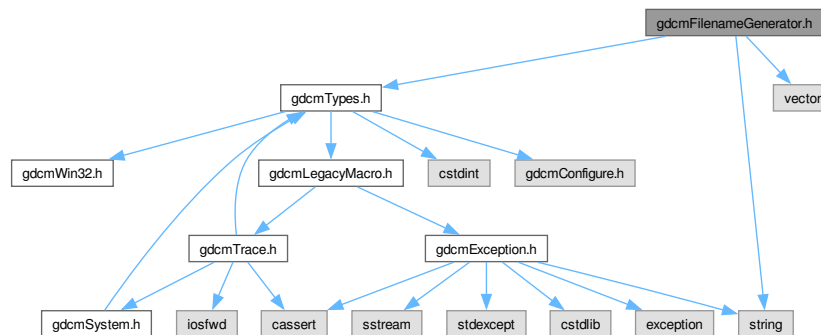 gdcmFilenameGenerator.h
gdcmTypes.h
vector
gdcmWin32.h
gdcmLegacyMacro.h
cstdint
gdcmConfigure.h
gdcmTrace.h
gdcmException.h
gdcmSystem.h
iosfwd
cassert
sstream
stdexcept
cstdlib
exception
string